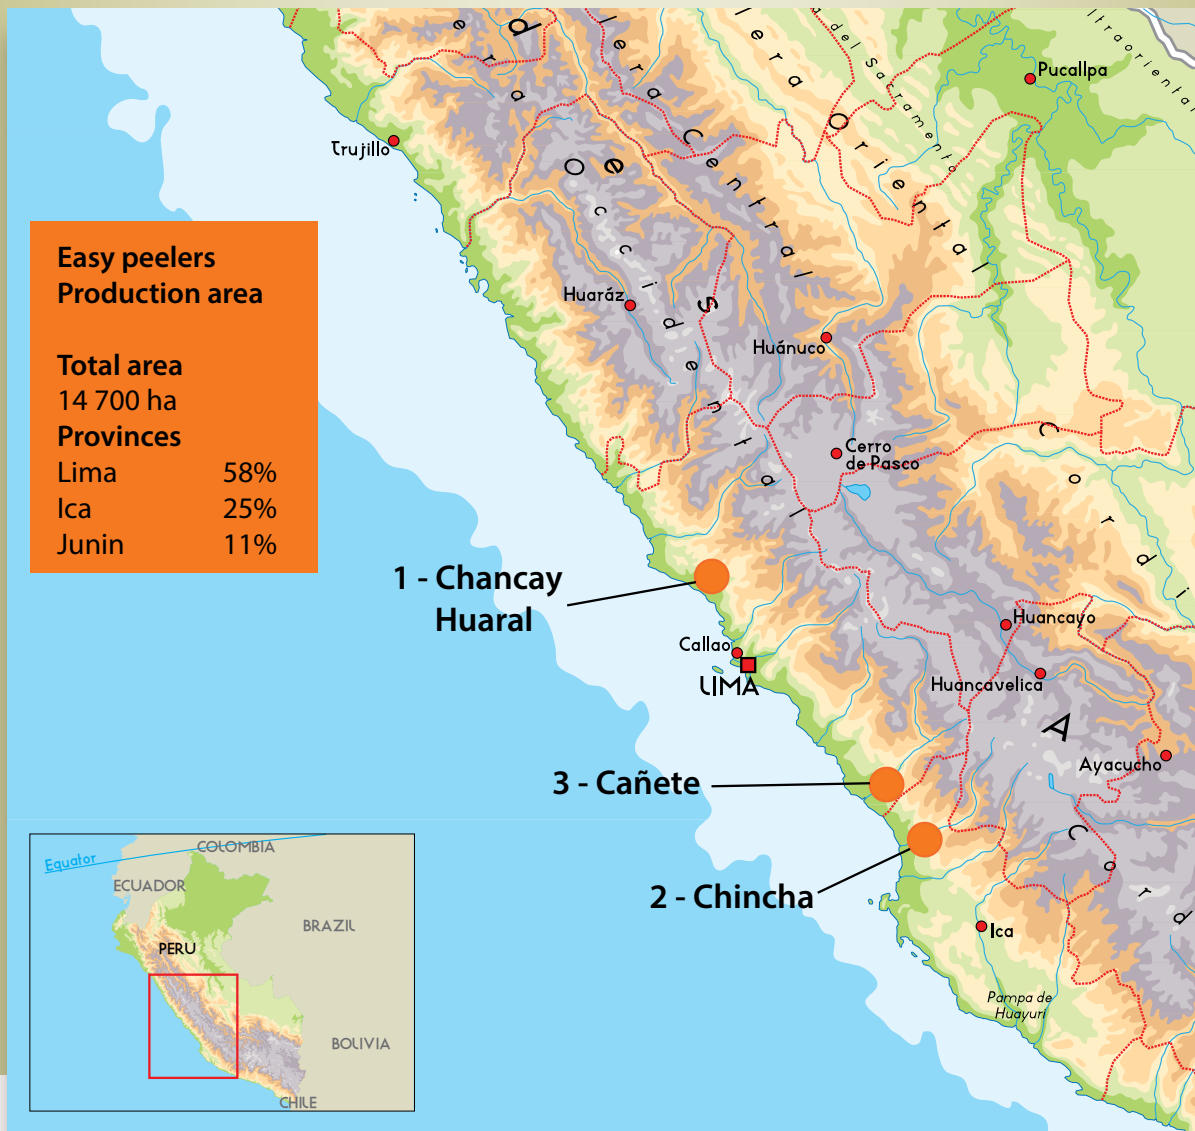 Easy peelers
Production area
Total area
14 700 ha
Provinces
Lima 58%
Ica 25%
Junin 11%
1 - Chancay
Huaral
3 - Cañete
2 - Chincha
Trujillo
Pucallpa
Huaráz
Huánuco
Cerro
de Pasco
Callao
LIMA
Huancayo
Huancavelica
Ayacucho
Ica
Pampa de
Huayuri
Occidental
Central
Oriental
del Sacramento
Equator
COLOMBIA
ECUADOR
PERU
BRAZIL
BOLIVIA
CHILE